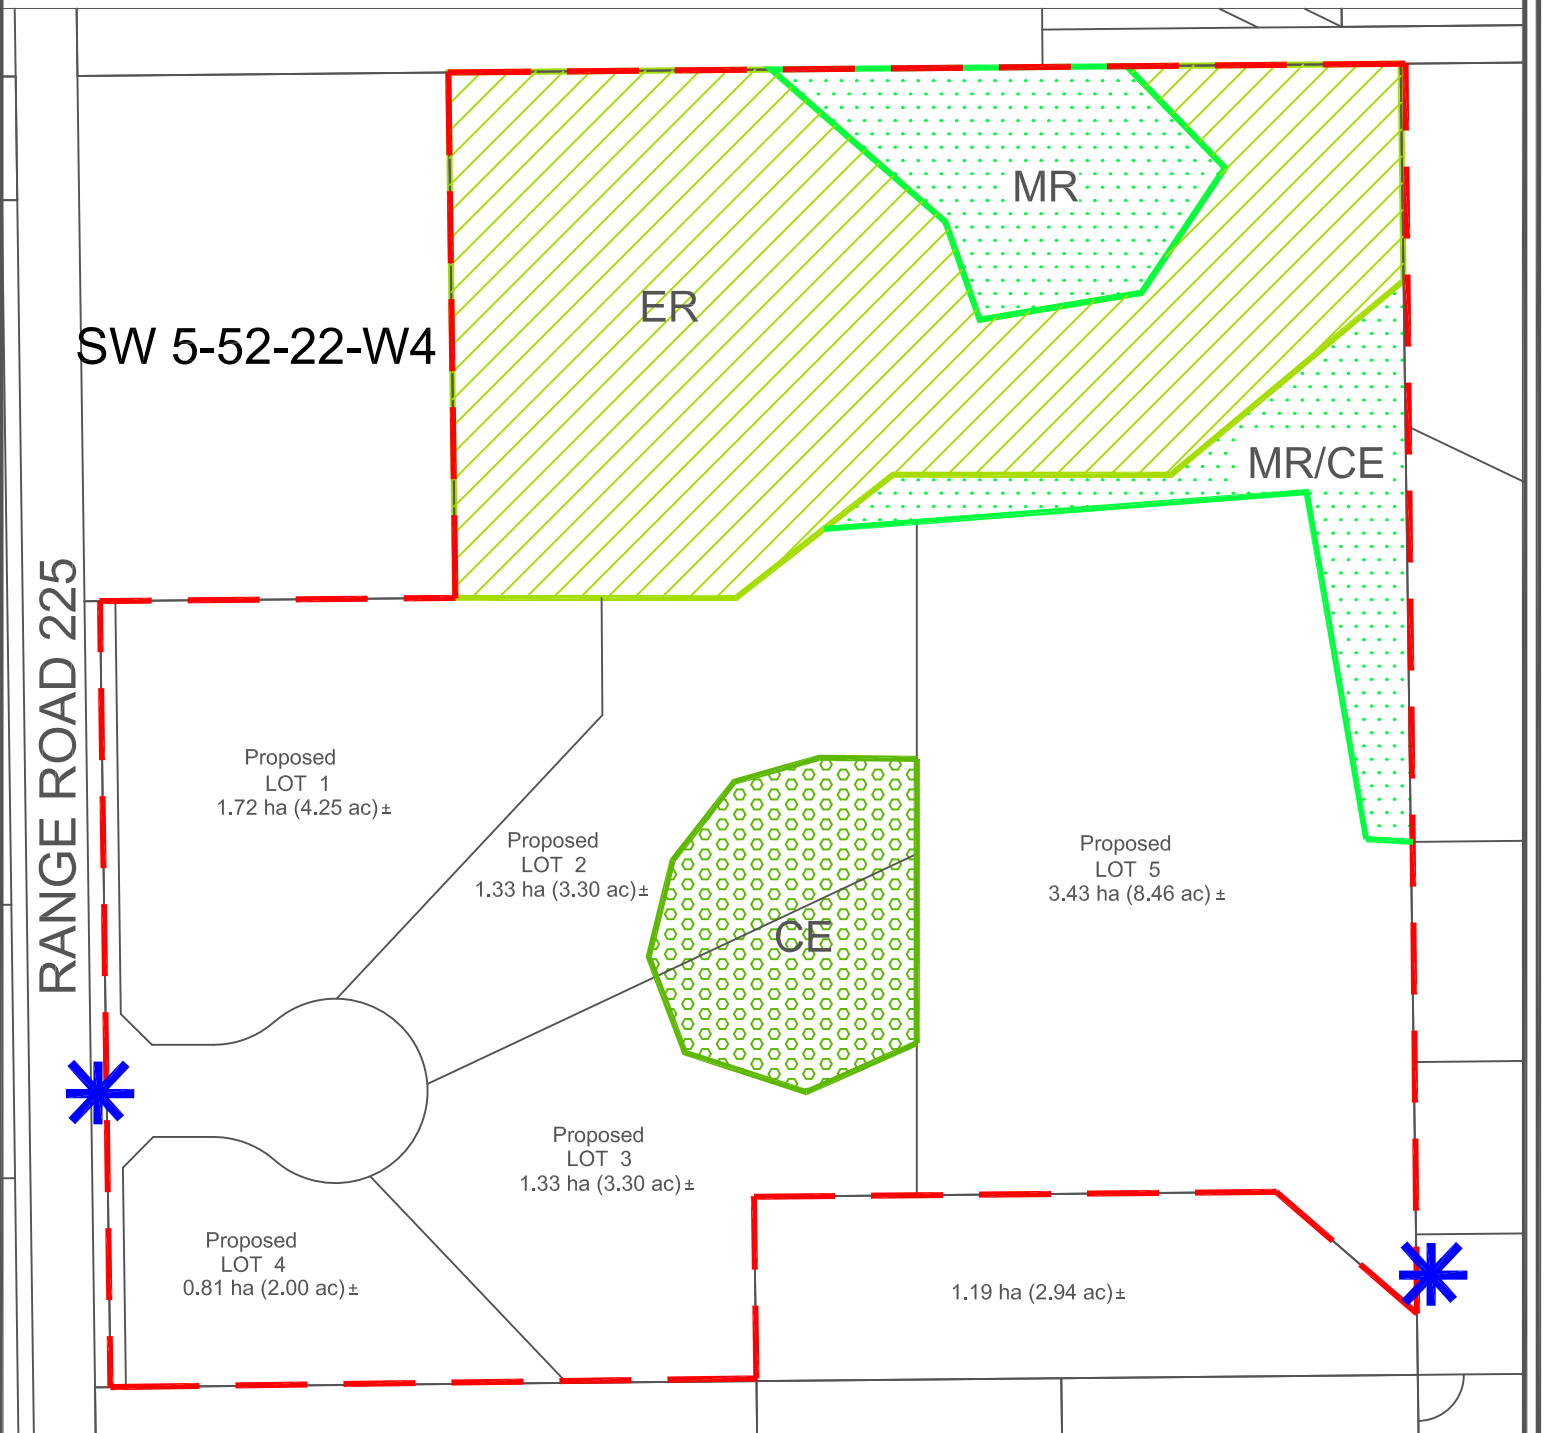 MR
ER
SW 5-52-22-W4
MR/CE
RANGE ROAD 225
Proposed
LOT 1
1.72 ha (4.25 ac)±
Proposed
LOT 2
1.33 ha (3.30 ac)±
Proposed
LOT 5
3.43 ha (8.46 ac)±
CE
Proposed
LOT 3
1.33 ha (3.30 ac)±
Proposed
LOT 4
0.81 ha (2.00 ac)±
1.19 ha (2.94 ac)±